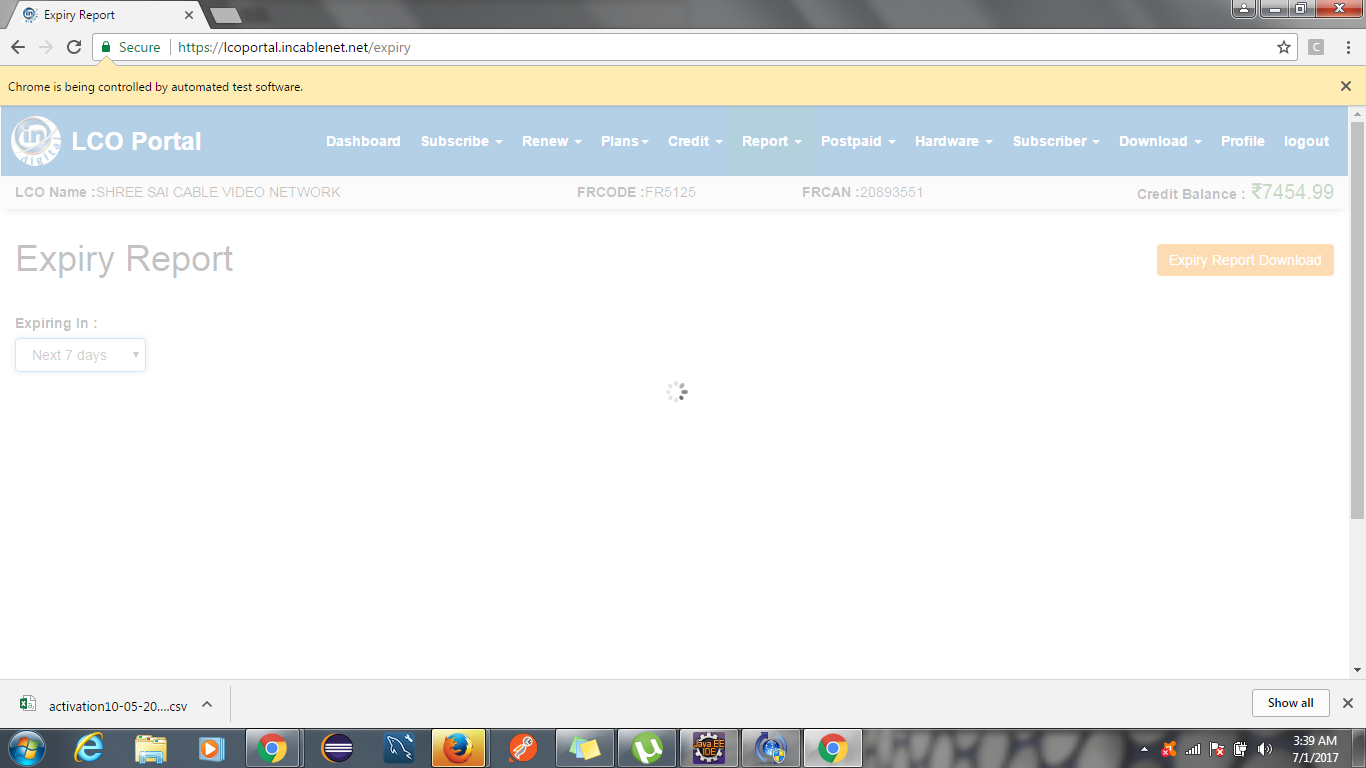 Expiry Report
Secure https://lcoportal.incablenet.net/expiry
Chrome is being controlled by automated test software.
in digital LCO Portal Dashboard Subscribe Renew Plans Credit Report Postpaid Hardware Subscriber Download Profile logout
LCO Name :SHREE SAI CABLE VIDEO NETWORK FRCODE :FR5125 FRCAN :20893551 Credit Balance : ₹7454.99
Expiry Report Expiry Report Download
Expiring In :
Next 7 days
activation10-05-20....csv Show all
Java EE IDE
3:39 AM
7/1/2017